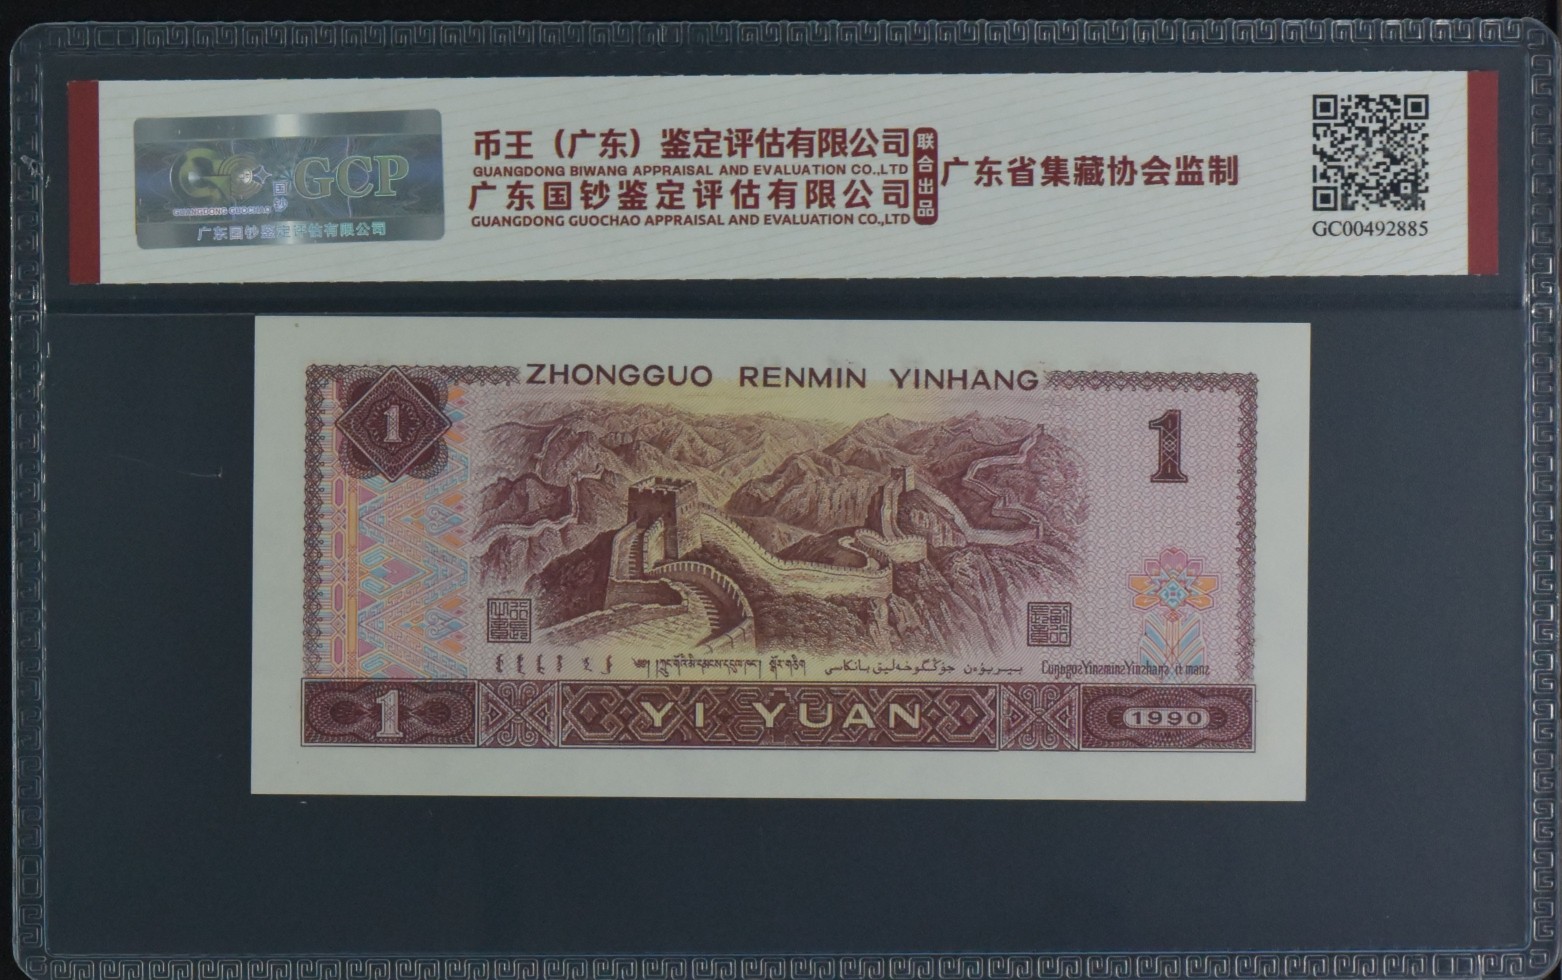 GCP
国钞
GUANGDONG GUOCHAO
广东国钞鉴定评估有限公司
币王（广东）鉴定评估有限公司
GUANGDONG BIWANG APPRAISAL AND EVALUATION CO.,LTD
广东国钞鉴定评估有限公司
GUANGDONG GUOCHAO APPRAISAL AND EVALUATION CO.,LTD
联合出品
广东省集藏协会监制
GC00492885
ZHONGGUO RENMIN YINHANG
1
1
1
YI YUAN
1990